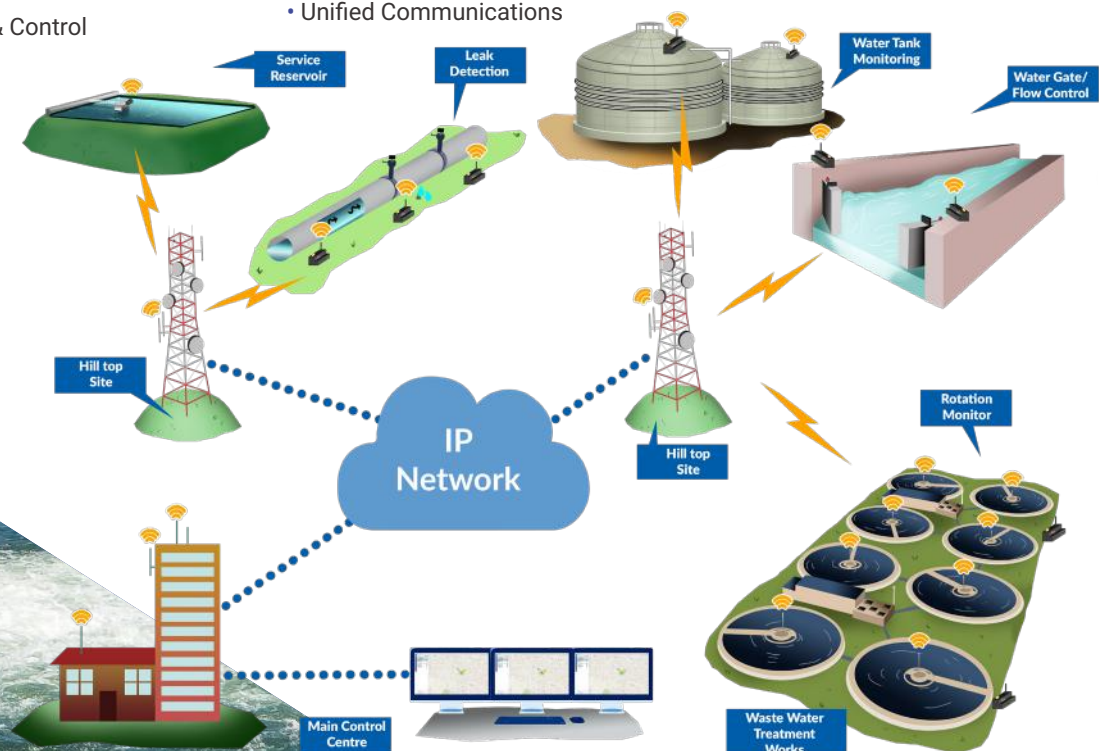 • Unified Communications
& Control
Service
Reservoir
Leak
Detection
Water Tank
Monitoring
Water Gate/
Flow Control
Hill top
Site
IP
Network
Hill top
Site
Rotation
Monitor
Main Control
Centre
Waste Water
Treatment
Works